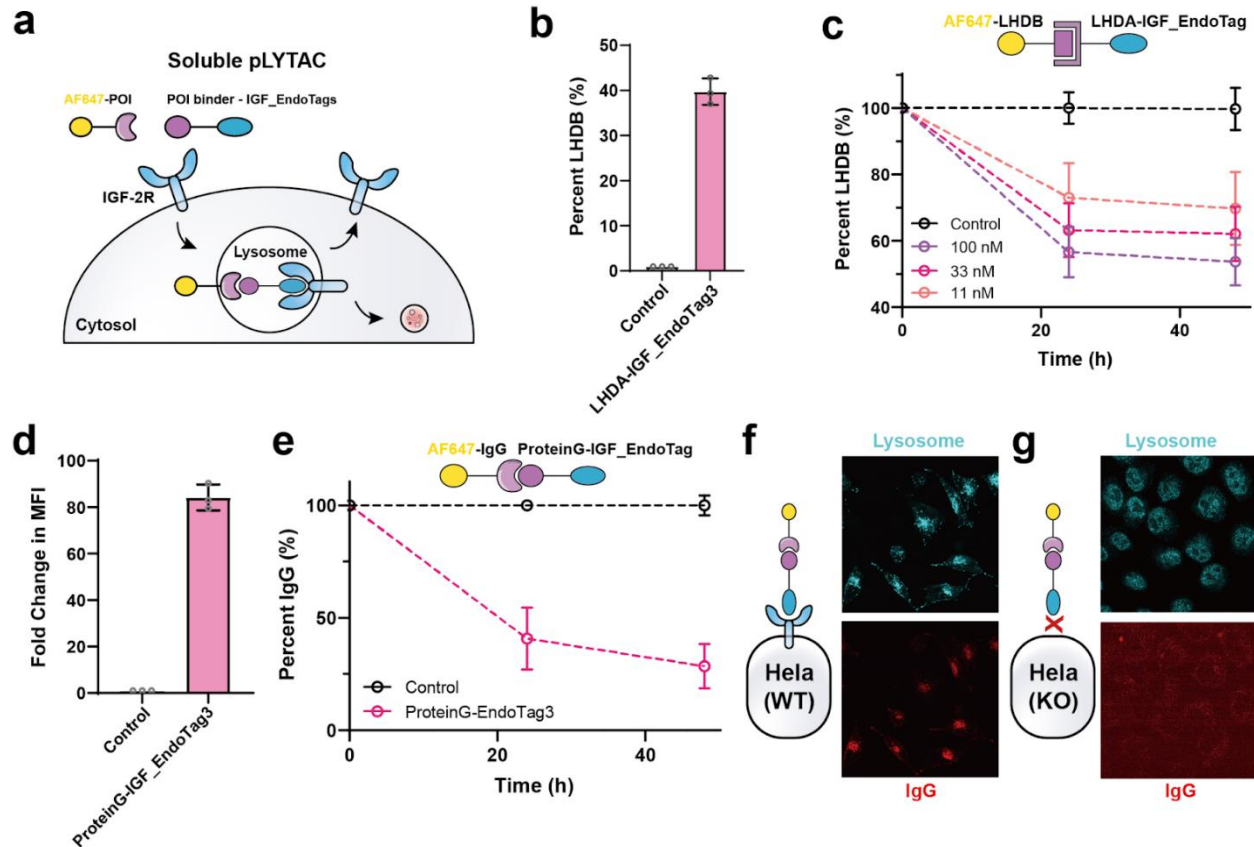 a
Soluble pLYTAC
AF647-POI
POI binder - IGF_EndoTags
IGF-2R
Lysosome
Cytosol
b
Percent LHDB (%)
50
40
30
20
10
0
Control
LHDA-IGF_EndoTag3
c
AF647-LHDB
LHDA-IGF_EndoTag
Percent LHDB (%)
100
80
60
40
Control
100 nM
33 nM
11 nM
0
20
40
Time (h)
d
Fold Change in MFI
100
80
60
40
20
0
Control
ProteinG-IGF_EndoTag3
e
AF647-IgG ProteinG-IGF_EndoTag
Percent IgG (%)
100
50
0
Control
ProteinG-EndoTag3
0
20
40
Time (h)
f
Lysosome
Hela
(WT)
IgG
g
Lysosome
X
Hela
(KO)
IgG